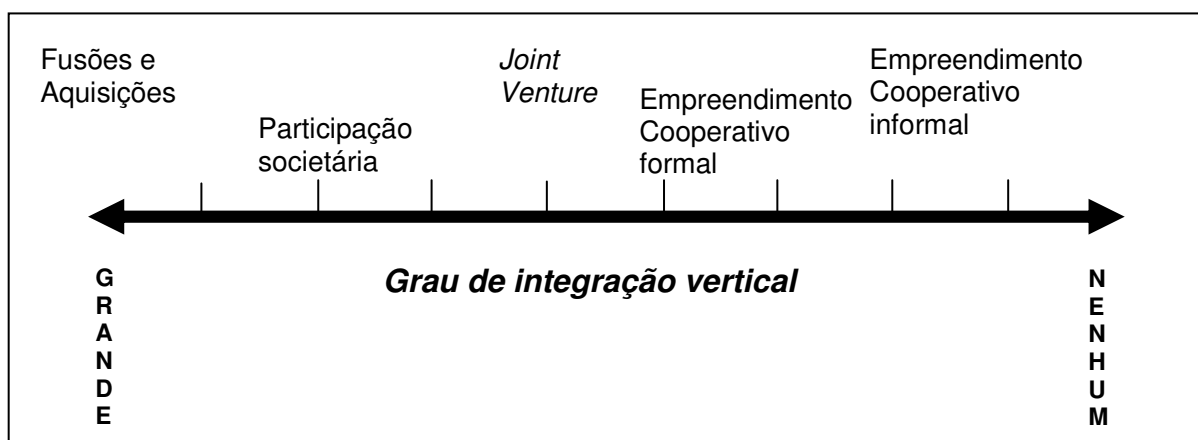 Fusões e
Aquisições
Participação
societária
Joint
Venture
Empreendimento
Cooperativo
formal
Empreendimento
Cooperativo
informal
Grau de integração vertical
G
R
A
N
D
E
N
E
N
H
U
M